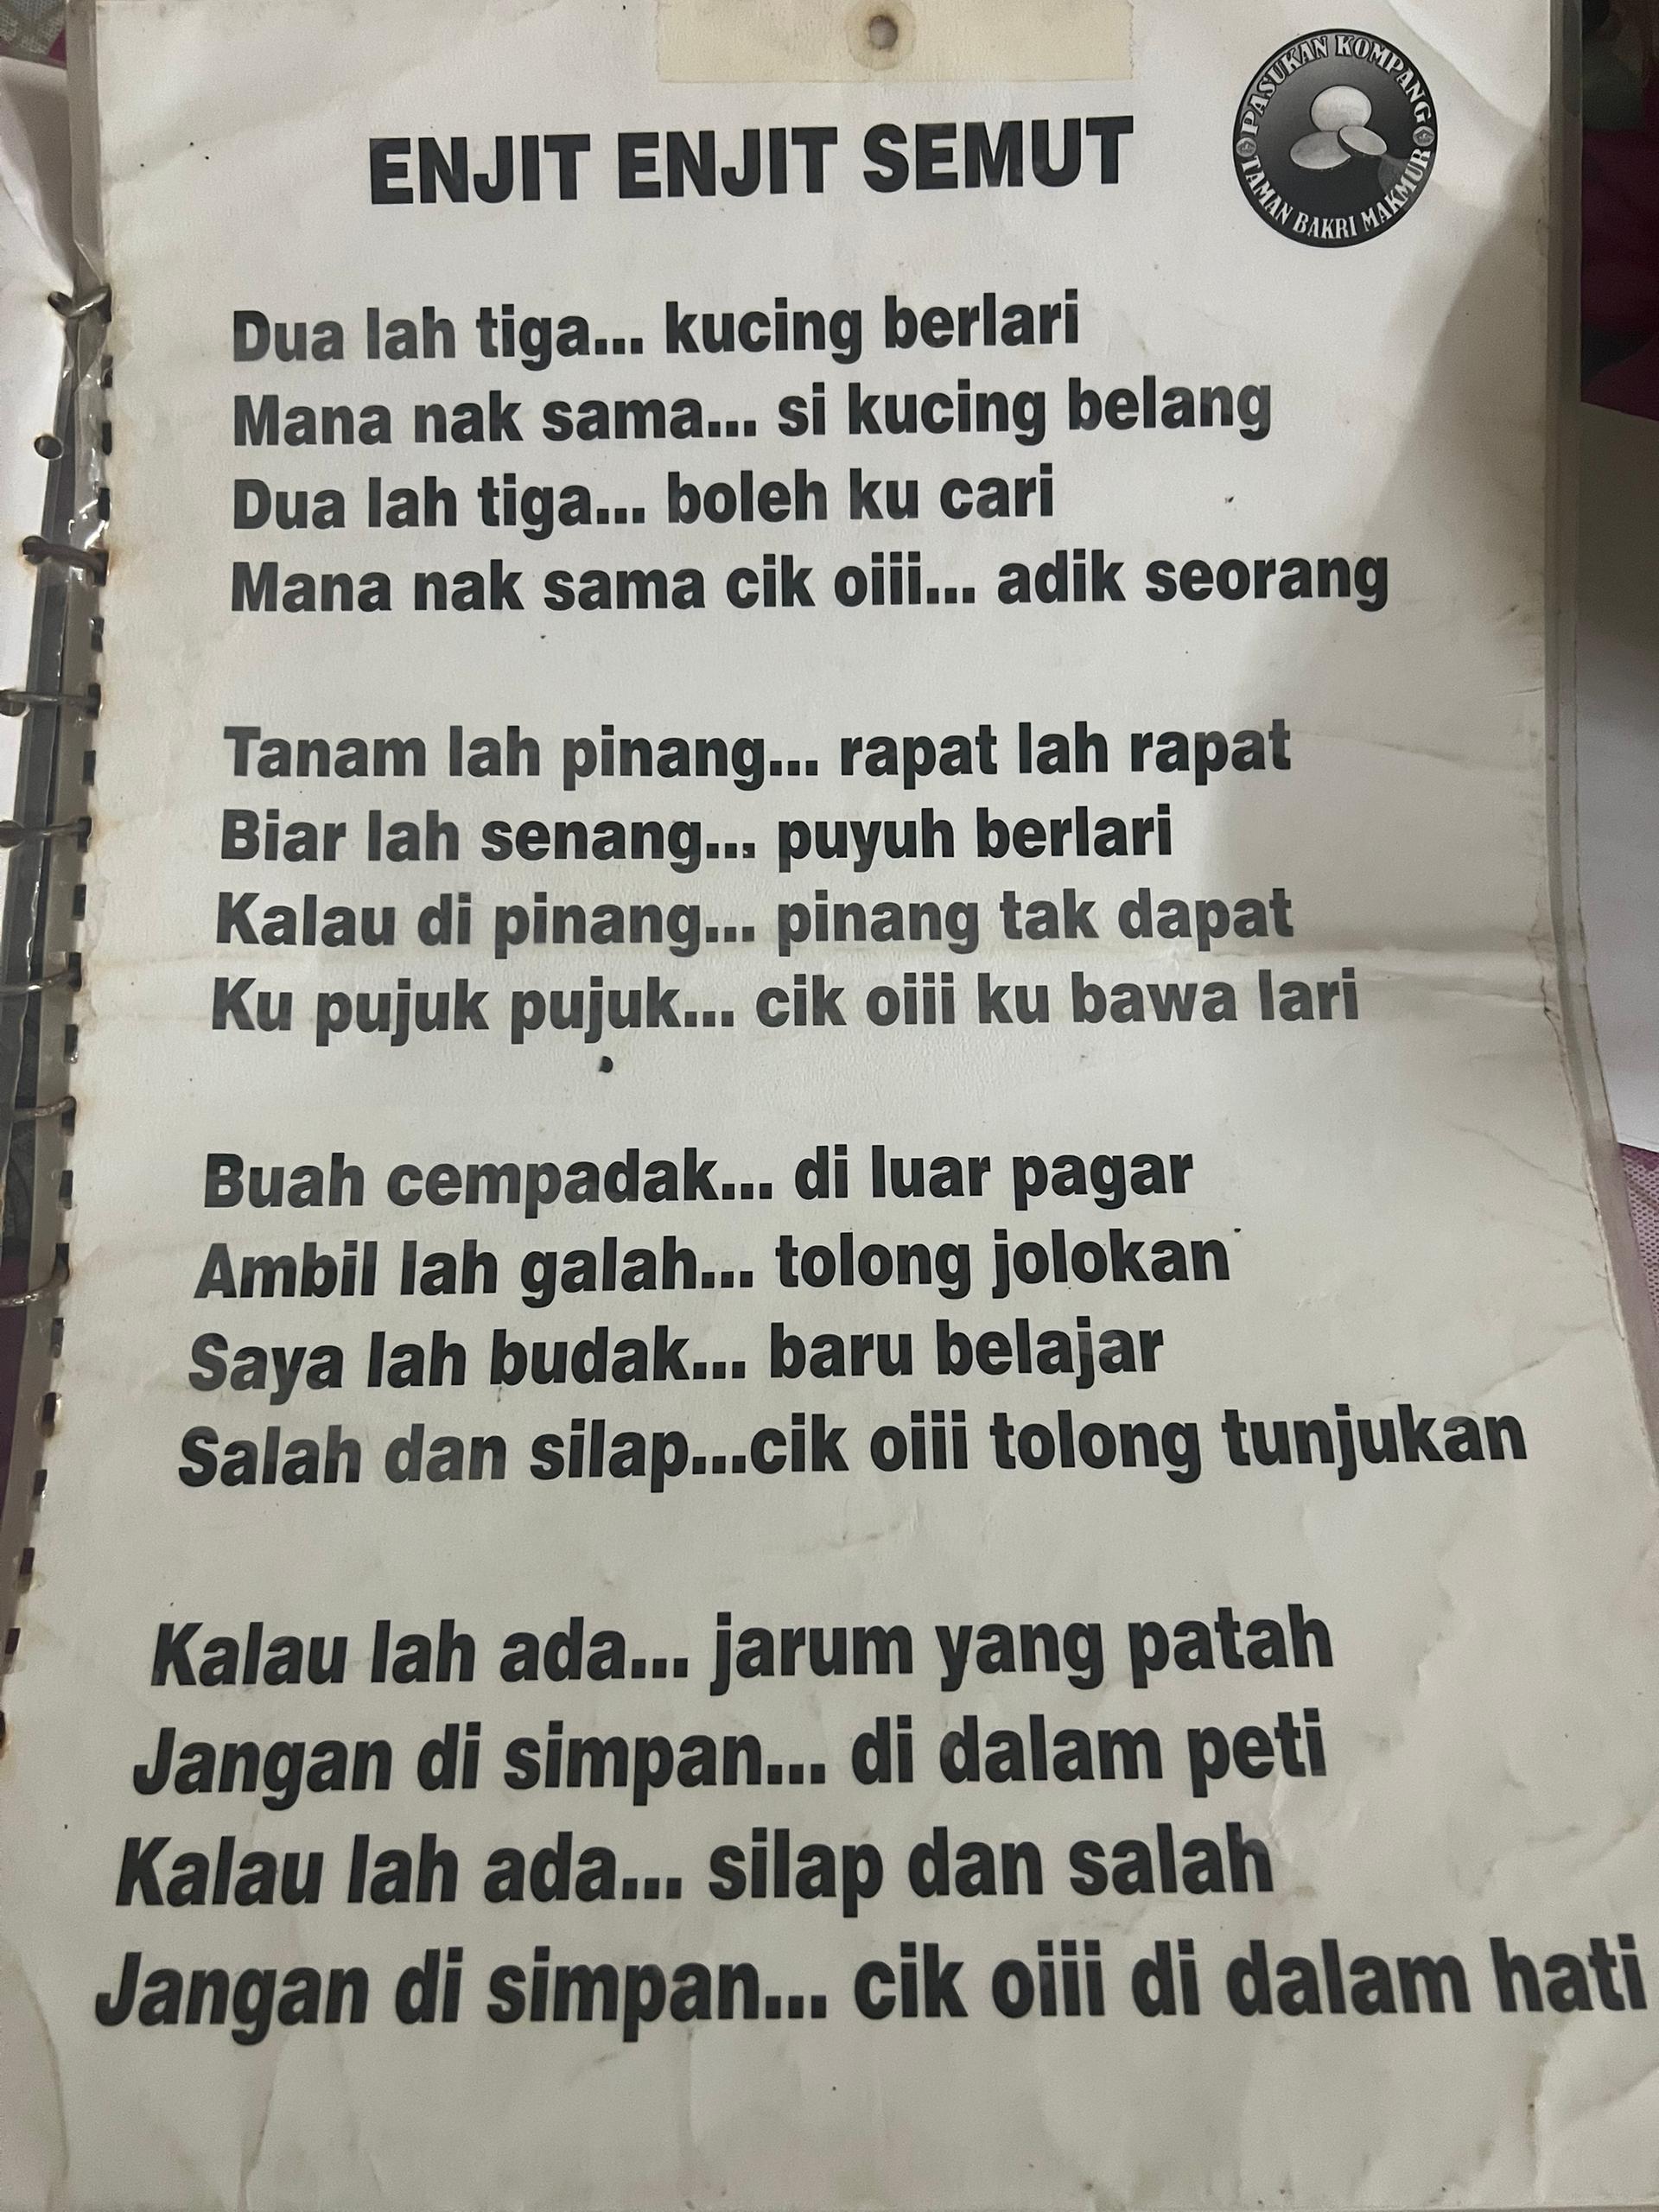 PASUKAN KOMPANG
TAMAN BAKRI MAKMUR
ENJIT ENJIT SEMUT
Dua lah tiga... kucing berlari
Mana nak sama... si kucing belang
Dua lah tiga... boleh ku cari
Mana nak sama cik oiii... adik seorang
Tanam lah pinang... rapat lah rapat
Biar lah senang... puyuh berlari
Kalau di pinang... pinang tak dapat
Ku pujuk pujuk... cik oiii ku bawa lari
Buah cempadak... di luar pagar
Ambil lah galah... tolong jolokan
Saya lah budak... baru belajar
Salah dan silap...cik oiii tolong tunjukan
Kalau lah ada... jarum yang patah
Jangan di simpan... di dalam peti
Kalau lah ada... silap dan salah
Jangan di simpan... cik oiii di dalam hati